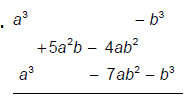 . a³ – b³
+ 5a²b – 4ab²
a³ – 7ab² – b³